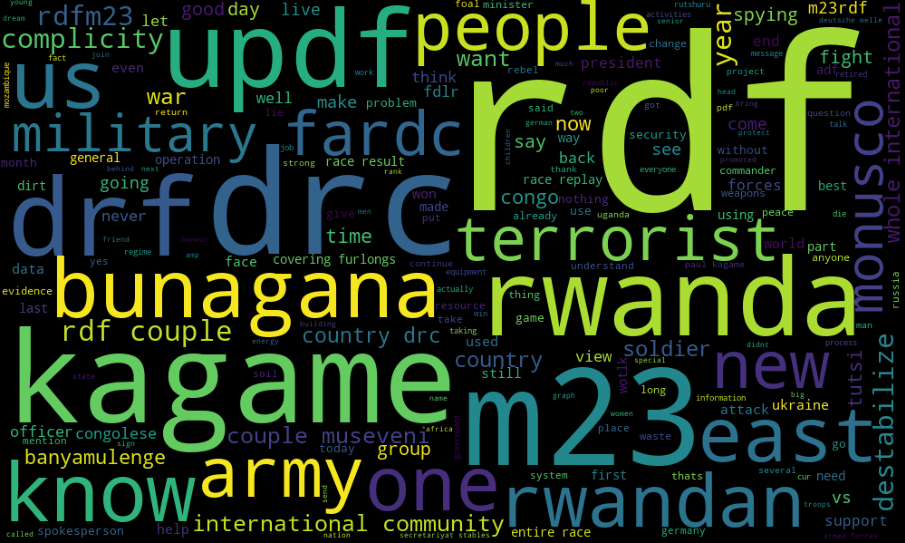 rdf
updf
people
us
rdfm23
complicity
good
day
let
live
even
war
want
year
spying
m23rdf
end
fight
president
think
fdlr
make
problem
well
military
fardc
now
say
way
back
see
security
come
without
adf
monusco
whole international
drf
drc
going
never
dirt
month
general
operation
race result
race replay
congo
nothing
forces
commander
weapons
best
terrorist
time
face
covering furlongs
data
evidence
last
bunagana
rdf couple
country drc
used
country
rwanda
kagame
new
soldier
view
game
thing
m23
east
tutsi
destabilize
ukraine
attack
russia
officer
congolese
mention
banyamulenge
couple museveni
group
today
still
know
army
one
rwandan
international community
spokesperson
help
called
nation
secretariat stables
entire race
germany
support
vs
need
go
system
first
thats
several
information
women
graph
special
didnt
process
man
part
anyone
world
peace
using
uganda
understand
paul kagame
already
use
made
put
won
give
men
continue
equipment
actually
resource
take
taking
win
building
energy
soil
state
name
africa
sign
send
place
waste
long
wotlk
big
cur
troops
armed forces
government
children
mozambique
young
dream
fact
join
work
return
job
lie
strong
rank
yes
behind
next
friend
regime
honour
amp
minister
foal
rebel
change
said
german
two
thank
everyone
got
republic
poor
much
message
senior
activities
rutshuru
deutsche welle
project
retired
head
pdf
bring
protect
promoted
question
talk
die